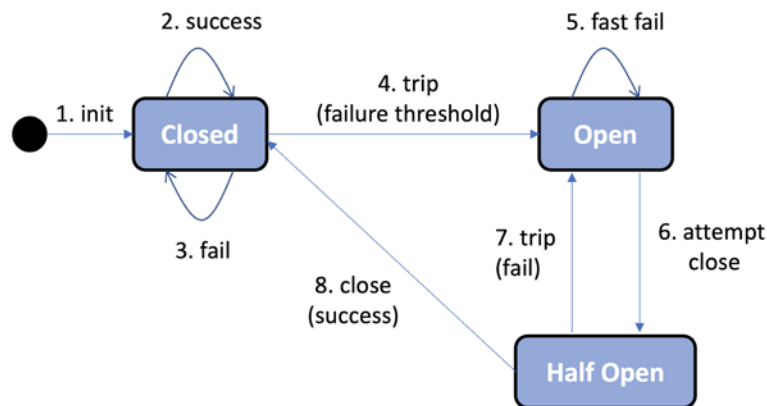 2. success
5. fast fail
4. trip
(failure threshold)
1. init
Closed
Open
3. fail
7. trip
(fail)
6. attempt
close
8. close
(success)
Half Open